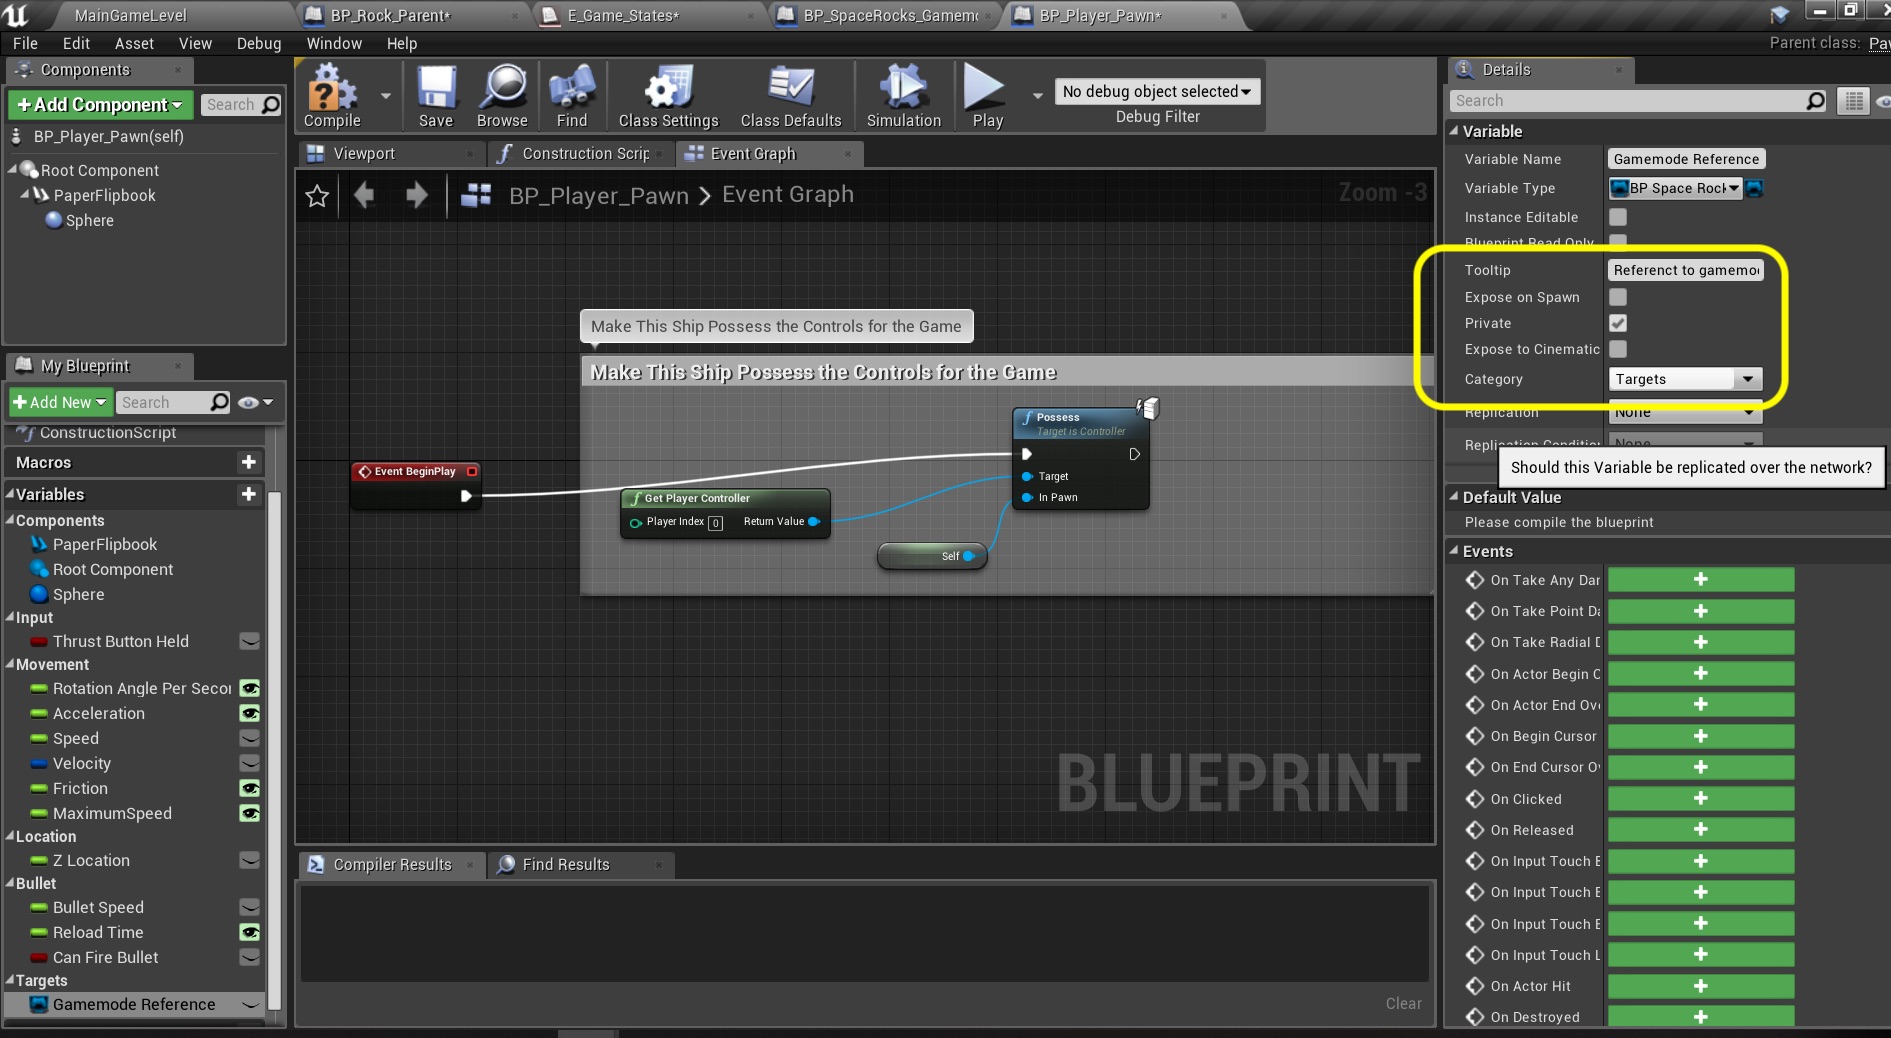 MainGameLevel
BP_Rock_Parent*
E_Game_States*
BP_SpaceRocks_Gamem
BP_Player_Pawn*
File Edit Asset View Debug Window Help
Parent class: Pa
Components
+Add Component
Search
BP_Player_Pawn(self)
Root Component
PaperFlipbook
Sphere
My Blueprint
+Add New
Search
ConstructionScript
Macros
Variables
Components
PaperFlipbook
Root Component
Sphere
Input
Thrust Button Held
Movement
Rotation Angle Per Secon
Acceleration
Speed
Velocity
Friction
MaximumSpeed
Location
Z Location
Bullet
Bullet Speed
Reload Time
Can Fire Bullet
Targets
Gamemode Reference
Compile
Save
Browse
Find
Class Settings
Class Defaults
Simulation
Play
No debug object selected
Debug Filter
Viewport
Construction Scrip
Event Graph
BP_Player_Pawn > Event Graph
Zoom -3
Make This Ship Possess the Controls for the Game
Make This Ship Possess the Controls for the Game
Event BeginPlay
Get Player Controller
Player Index 0 Return Value
Self
Possess
Target is Controller
Target
In Pawn
BLUEPRINT
Compiler Results
Find Results
Clear
Details
Search
Variable
Variable Name Gamemode Reference
Variable Type BP Space Rock
Instance Editable
Blueprint Read Only
Tooltip Referenct to gamemo
Expose on Spawn
Private
Expose to Cinematic
Category Targets
Replication None
Replication Conditio None
Should this Variable be replicated over the network?
Default Value
Please compile the blueprint
Events
On Take Any Dar
On Take Point Da
On Take Radial D
On Actor Begin O
On Actor End Ove
On Begin Cursor
On End Cursor Ov
On Clicked
On Released
On Input Touch E
On Input Touch E
On Input Touch E
On Input Touch L
On Actor Hit
On Destroyed